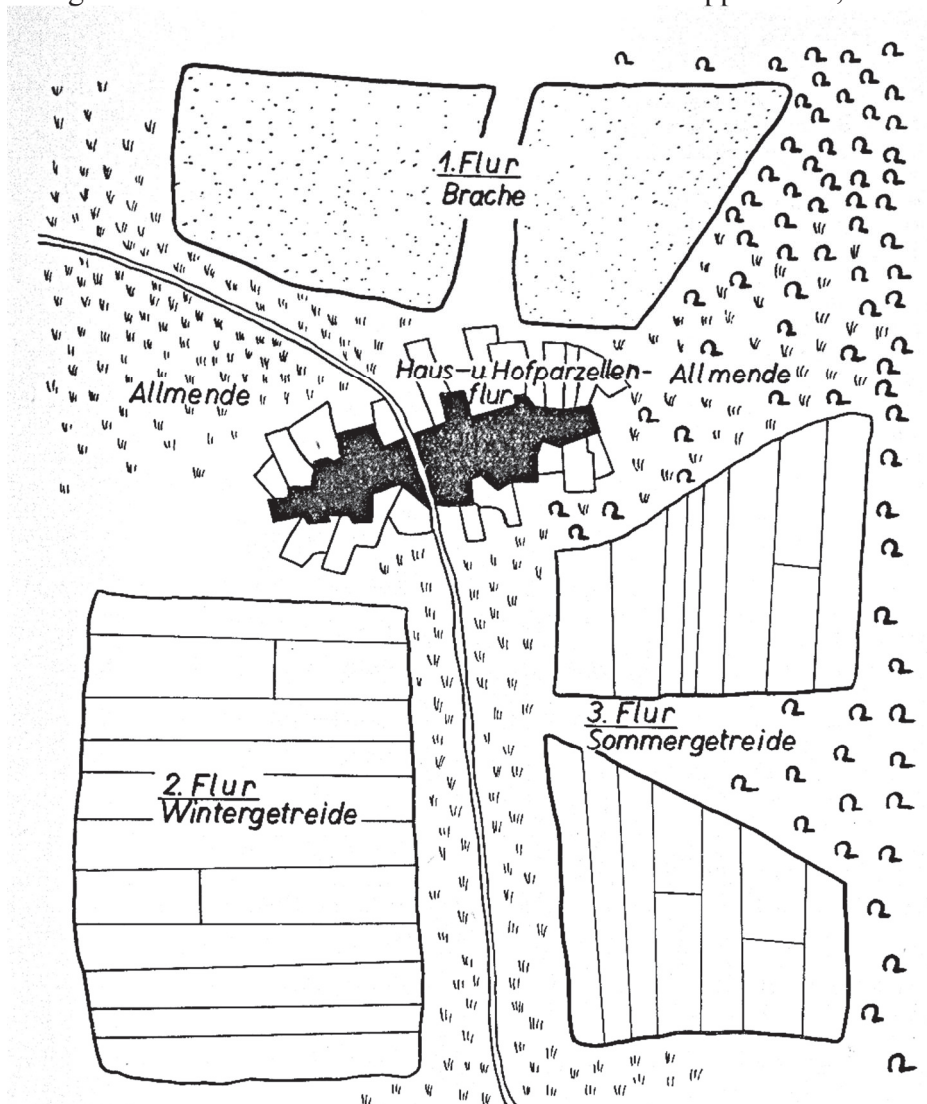 1. Flur
Brache
Haus-u. Hofparzellen-
flur
Allmende
Allmende
3. Flur
Sommergetreide
2. Flur
Wintergetreide